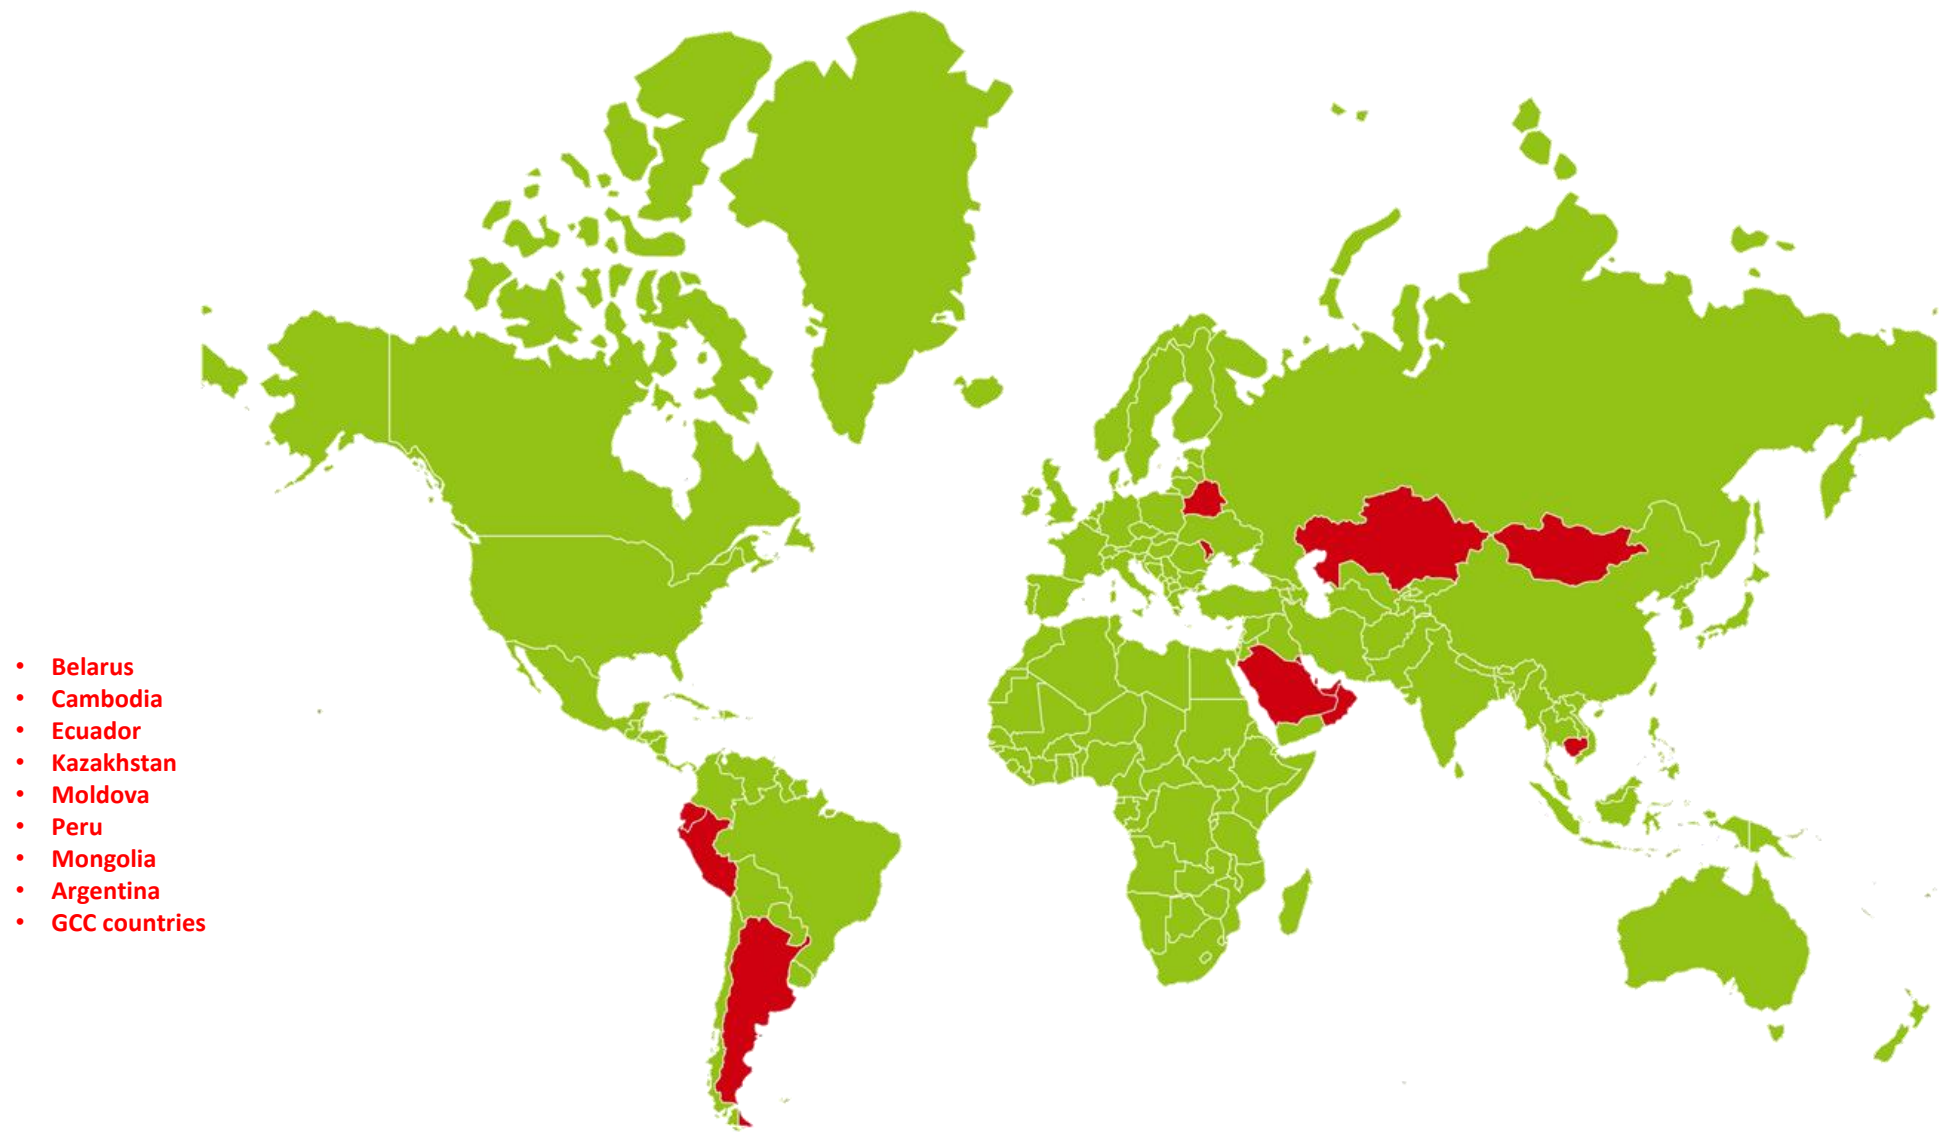 • Belarus
• Cambodia
• Ecuador
• Kazakhstan
• Moldova
• Peru
• Mongolia
• Argentina
• GCC countries